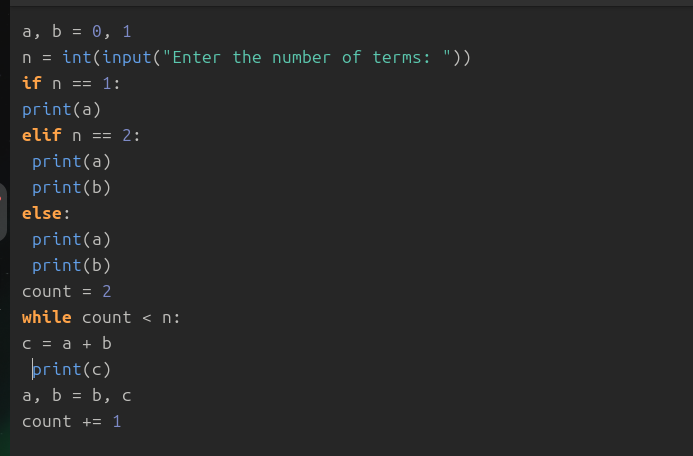 a, b = 0, 1
n = int(input("Enter the number of terms: "))
if n == 1:
print(a)
elif n == 2:
 print(a)
 print(b)
else:
 print(a)
 print(b)
count = 2
while count < n:
c = a + b
 print(c)
a, b = b, c
count += 1